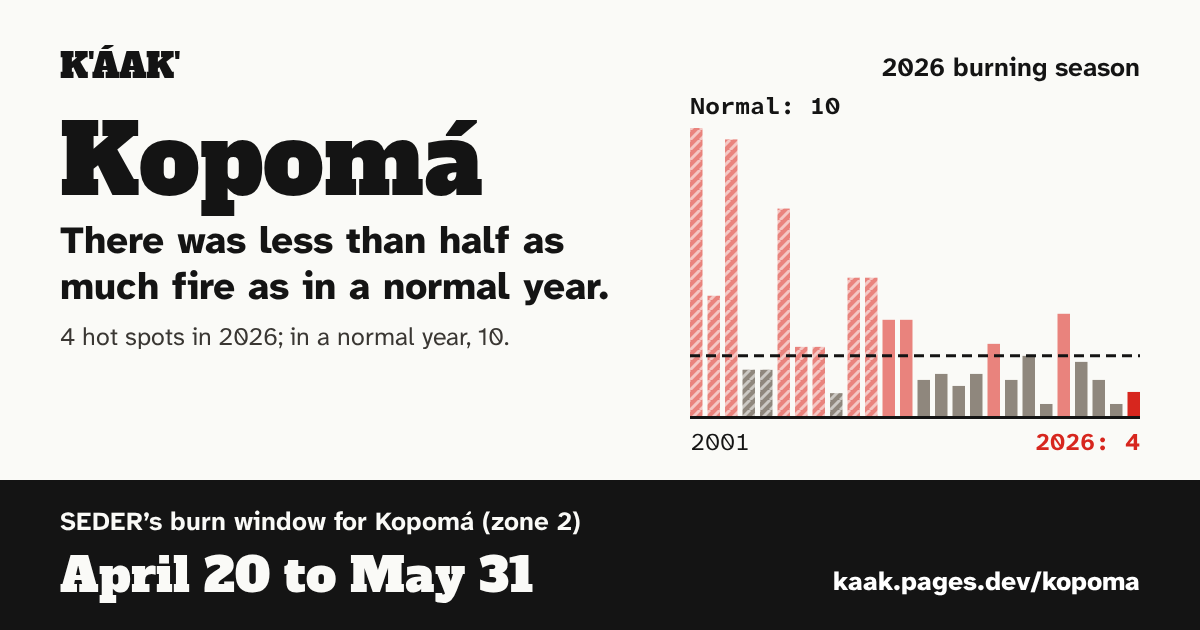 K'ÁAK'
Kopomá
There was less than half as
much fire as in a normal year.
4 hot spots in 2026; in a normal year, 10.
2026 burning season
Normal: 10
2001
2026: 4
SEDER’s burn window for Kopomá (zone 2)
April 20 to May 31
kaak.pages.dev/kopoma